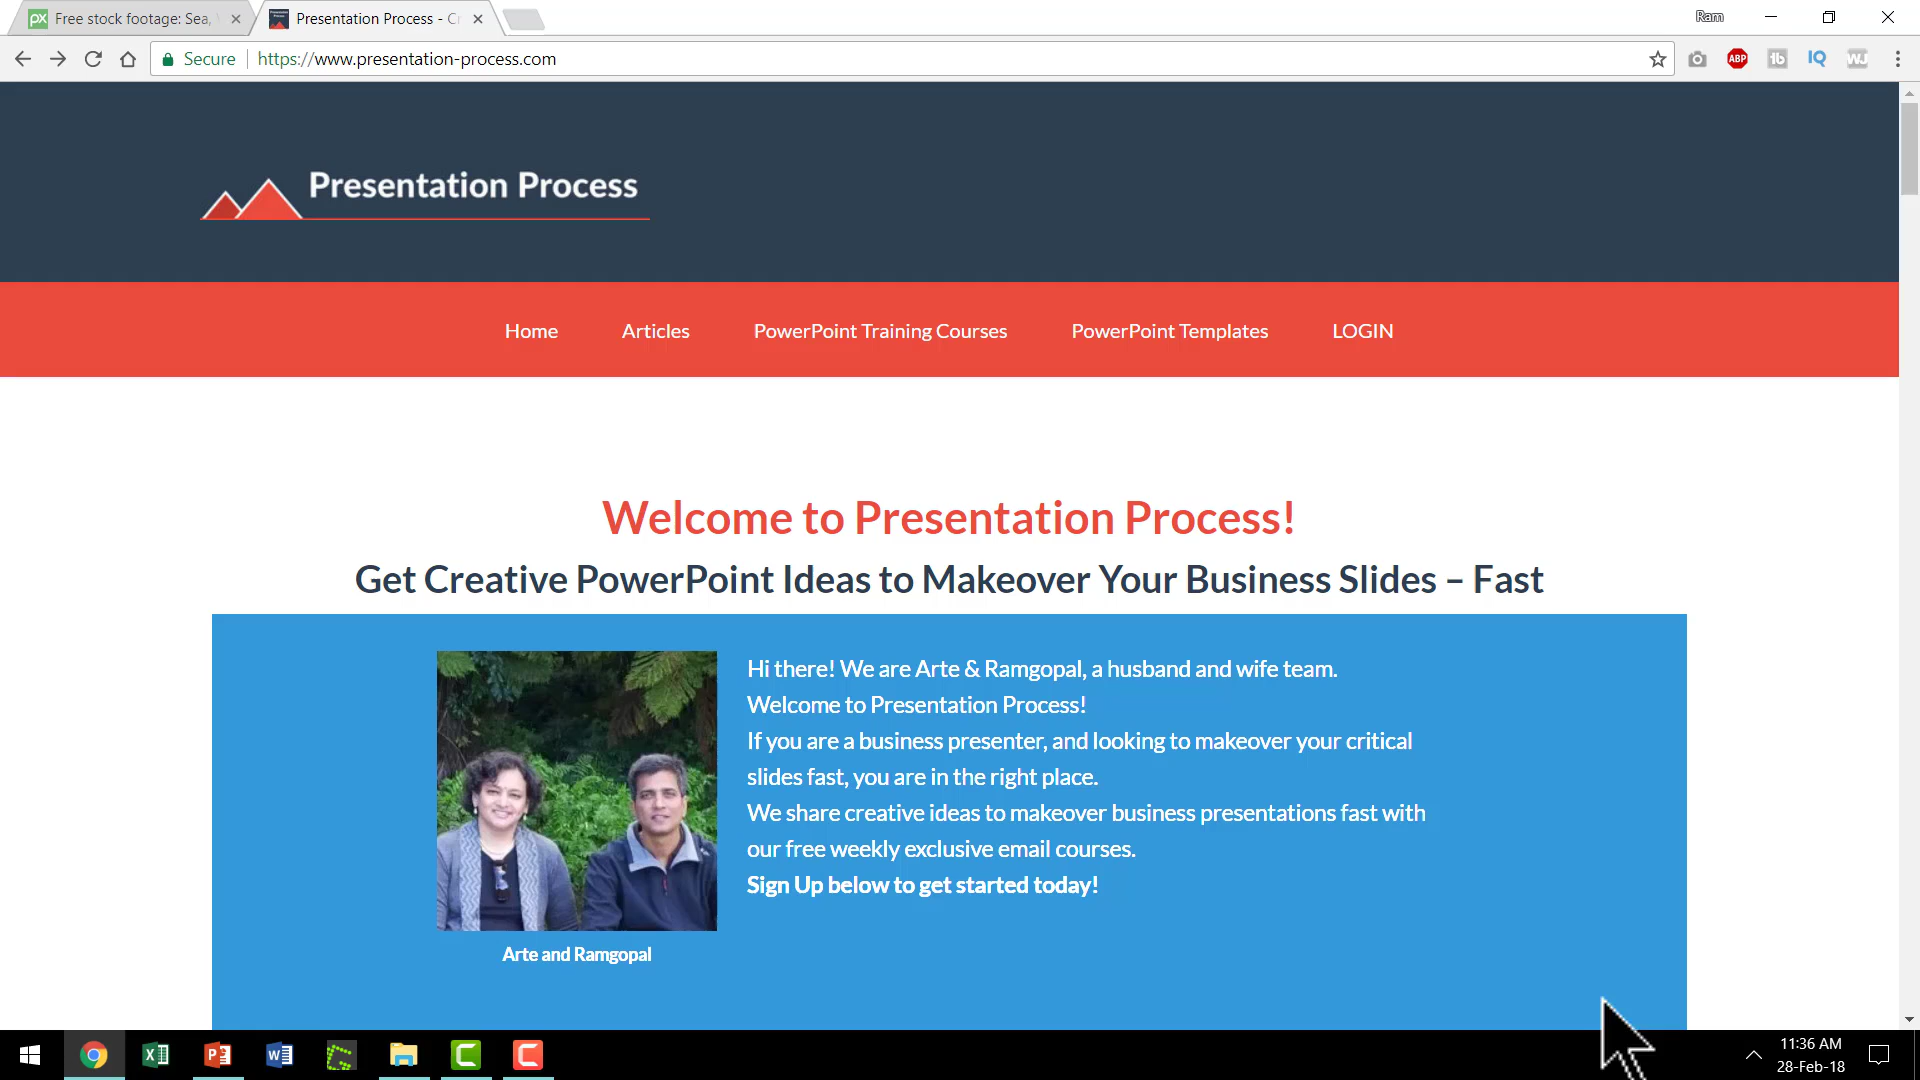 Free stock footage: Sea,
Presentation Process - C
Ram
Secure
https://www.presentation-process.com
ABP
IQ
Presentation Process
Home
Articles
PowerPoint Training Courses
PowerPoint Templates
LOGIN
Welcome to Presentation Process!
Get Creative PowerPoint Ideas to Makeover Your Business Slides – Fast
Hi there! We are Arte & Ramgopal, a husband and wife team.
Welcome to Presentation Process!
If you are a business presenter, and looking to makeover your critical
slides fast, you are in the right place.
We share creative ideas to makeover business presentations fast with
our free weekly exclusive email courses.
Sign Up below to get started today!
Arte and Ramgopal
11:36 AM
28-Feb-18